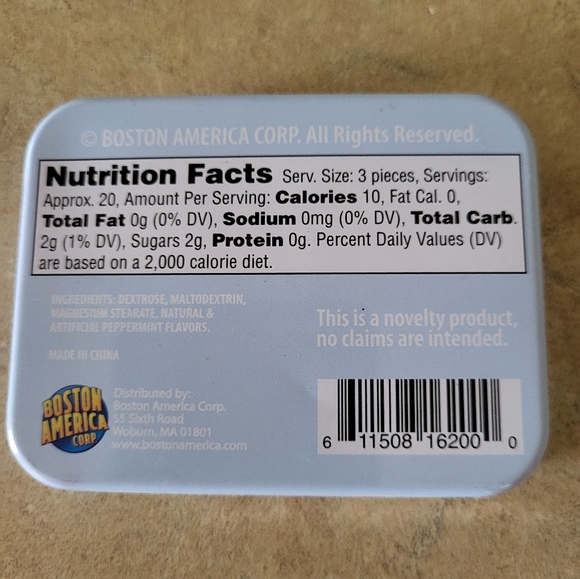 © BOSTON AMERICA CORP. All Rights Reserved.
Nutrition Facts Serv. Size: 3 pieces, Servings:
Approx. 20, Amount Per Serving: Calories 10, Fat Cal. 0,
Total Fat 0g (0% DV), Sodium 0mg (0% DV), Total Carb.
2g (1% DV), Sugars 2g, Protein 0g. Percent Daily Values (DV)
are based on a 2,000 calorie diet.
INGREDIENTS: DEXTROSE, MALTODEXTRIN,
MAGNESIUM STEARATE, NATURAL &
ARTIFICIAL PEPPERMINT FLAVORS.
MADE IN CHINA
This is a novelty product,
no claims are intended.
BOSTON
AMERICA
CORP
Distributed by:
Boston America Corp.
55 Sixth Road
Woburn, MA 01801
www.bostonamerica.com
6 11508 16200 0